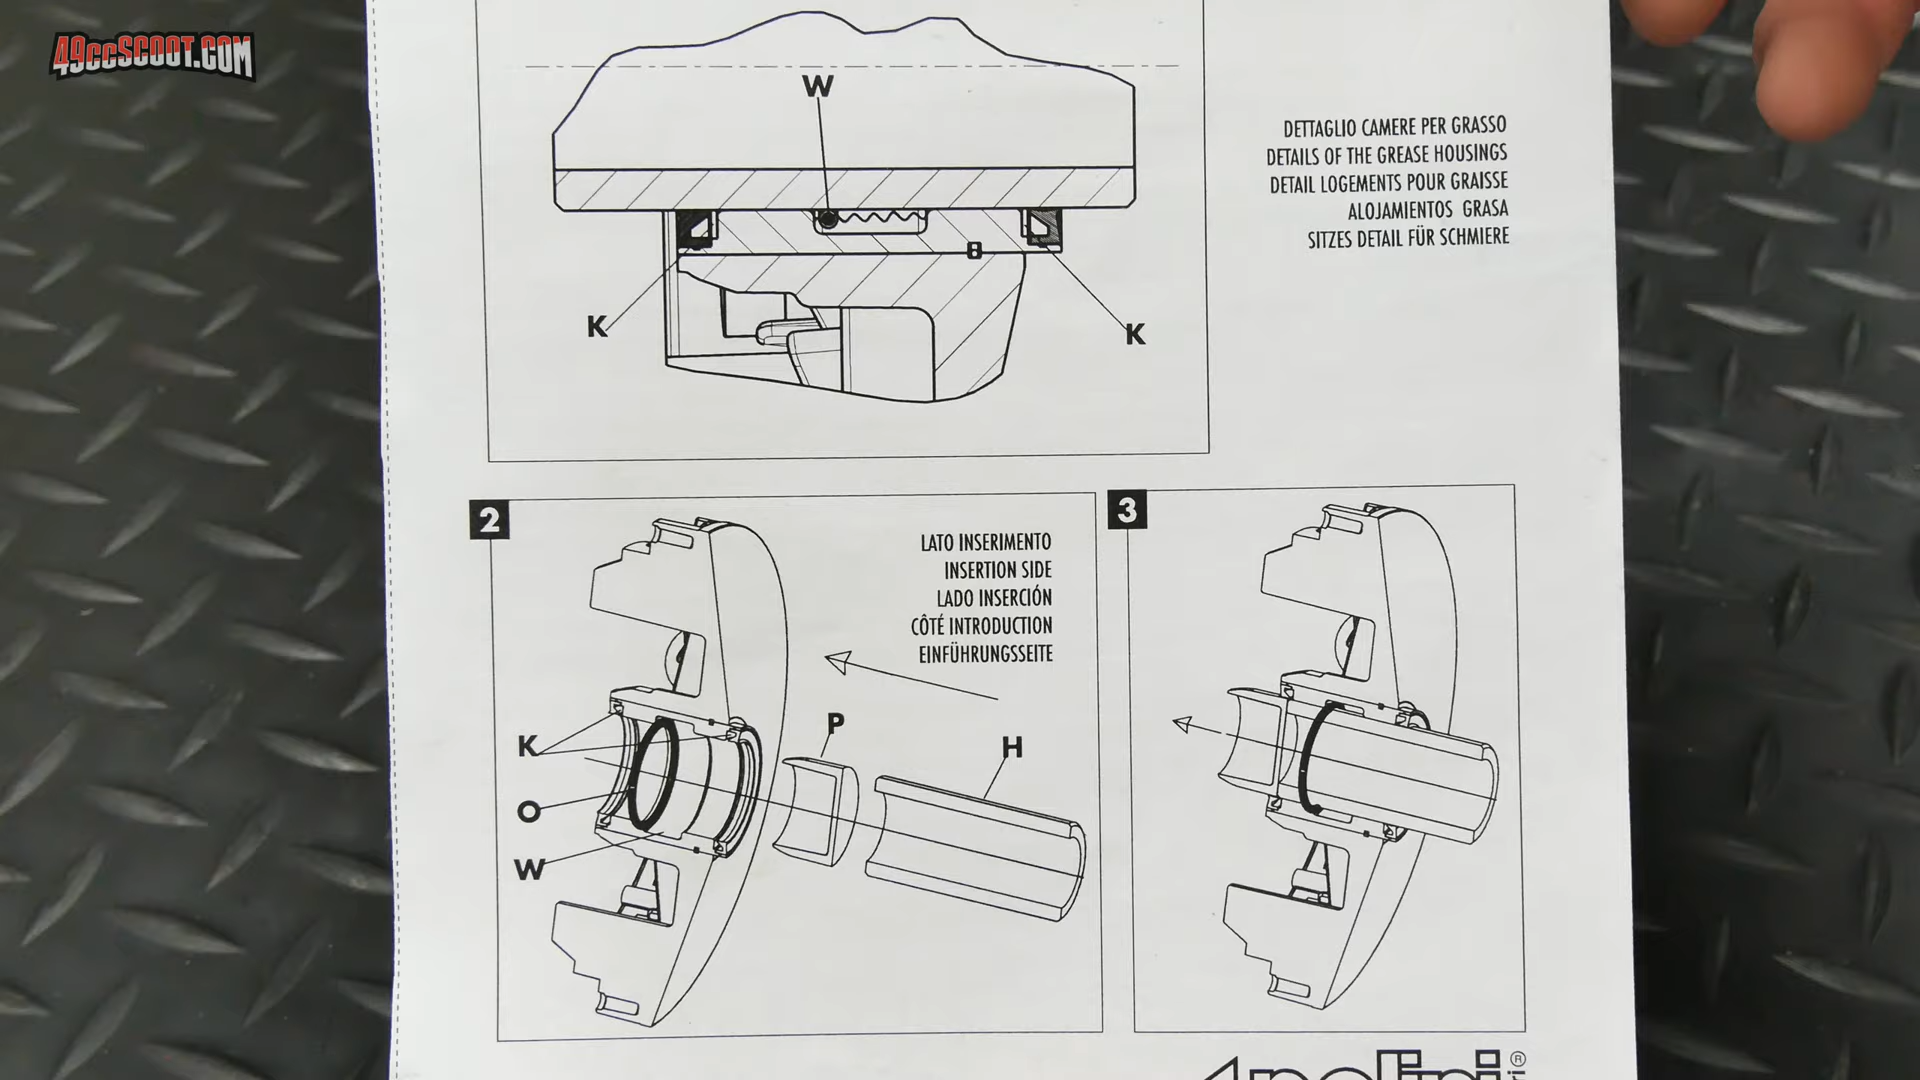 49ccSCOOT.COM
W
DETTAGLIO CAMERE PER GRASSO
DETAILS OF THE GREASE HOUSINGS
DETAIL LOGEMENTS POUR GRAISSE
ALOJAMIENTOS GRASA
SITZES DETAIL FÜR SCHMIERE
K
K
2
LATO INSERIMENTO
INSERTION SIDE
LADO INSERCIÓN
CÔTÉ INTRODUCTION
EINFÜHRUNGSSEITE
P
H
K
O
W
3
polini
®